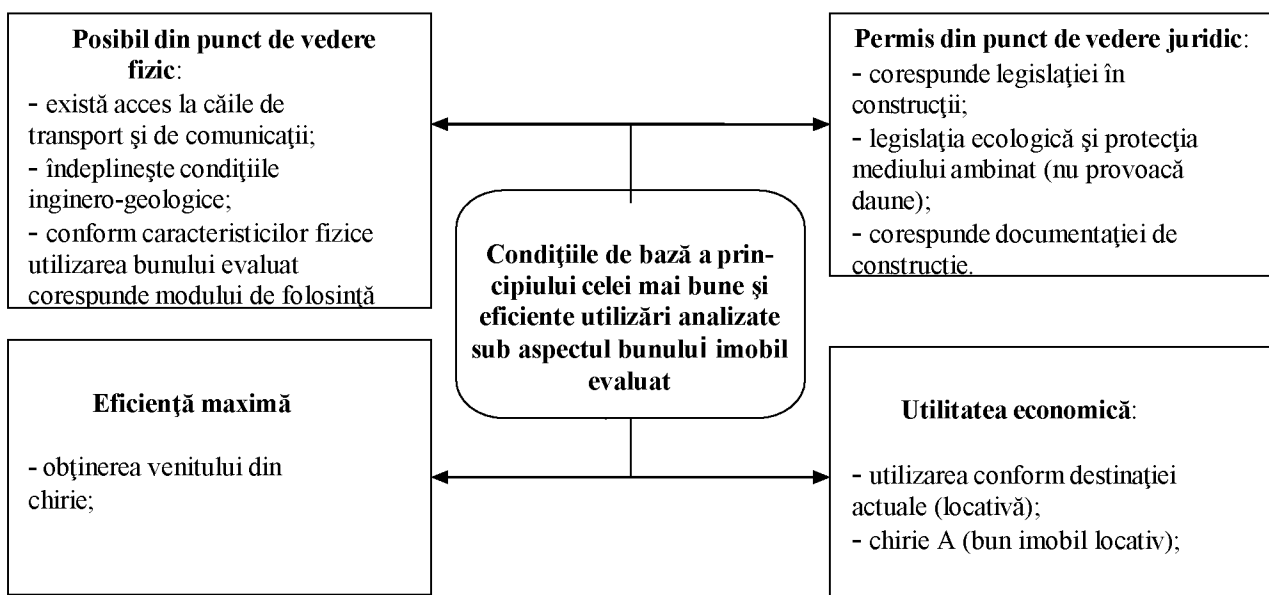 Posibil din punct de vedere
fizic:
- există acces la căile de
transport şi de comunicaţii;
- îndeplineşte condiţiile
inginero-geologice;
- conform caracteristicilor fizice
utilizarea bunului evaluat
corespunde modului de folosinţă
Permis din punct de vedere juridic:
- corespunde legislaţiei în
construcţii;
- legislaţia ecologică şi protecţia
mediului ambinat (nu provoacă
daune);
- corespunde documentaţiei de
construcţie.
Condiţiile de bază a prin-
cipiului celei mai bune şi
eficiente utilizări analizate
sub aspectul bunului imobil
evaluat
Eficienţă maximă
- obţinerea venitului din
chirie;
Utilitatea economică:
- utilizarea conform destinaţiei
actuale (locativă);
- chirie A (bun imobil locativ);